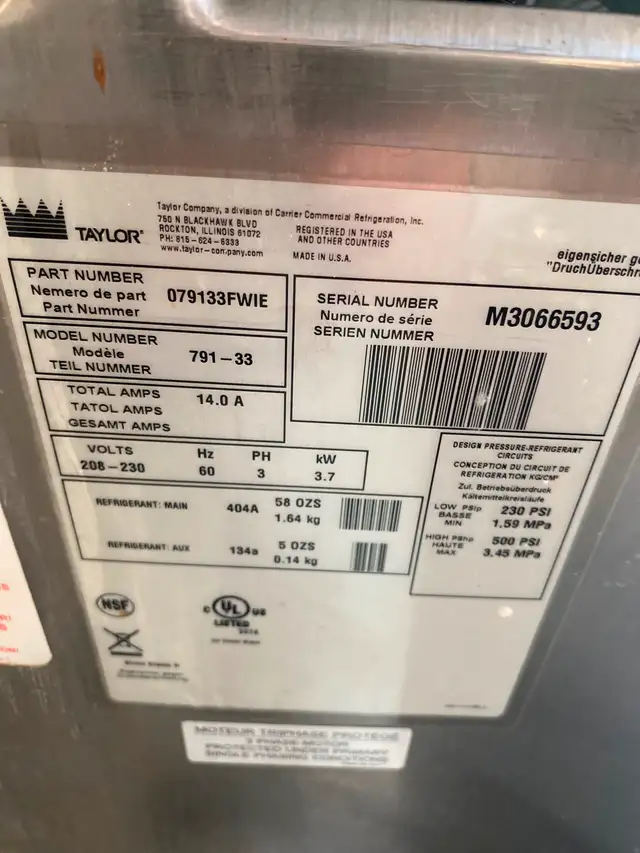 TAYLOR®
Taylor Company, a division of Carrier Commercial Refrigeration, Inc.
750 N BLACKHAWK BLVD
ROCKTON, ILLINOIS 61072
PH: 815-624-8333
www.taylor-company.com
REGISTERED IN THE USA
AND OTHER COUNTRIES
MADE IN U.S.A.
eigensicher ge
"DruchÜberschr
PART NUMBER
Nemero de part
Part Nummer
079133FWIE
MODEL NUMBER
Modèle
TEIL NUMMER
791-33
TOTAL AMPS
TATOL AMPS
GESAMT AMPS
14.0 A
SERIAL NUMBER
Numero de série
SERIEN NUMMER
M3066593
VOLTS Hz PH kW
208-230 60 3 3.7
REFRIGERANT: MAIN 404A 58 OZS
1.64 kg
REFRIGERANT: AUX 134a 5 OZS
0.14 kg
DESIGN PRESSURE-REFRIGERANT
CIRCUITS
CONCEPTION DU CIRCUIT DE
REFRIGERATION KG/CM²
Zul. Betriebsüberdruck
Kältemittelkreisläufe
LOW PSIp 230 PSI
BASSE
MIN 1.59 MPa
HIGH PShp 500 PSI
HAUTE
MAX 3.45 MPa
NSF
C UL US
LISTED
MOTEUR TRIPHASE PROTEGE
3 PHASE MOTOR
PROTECTED UNDER PRIMARY
SINGLE PHASING CONDITIONS